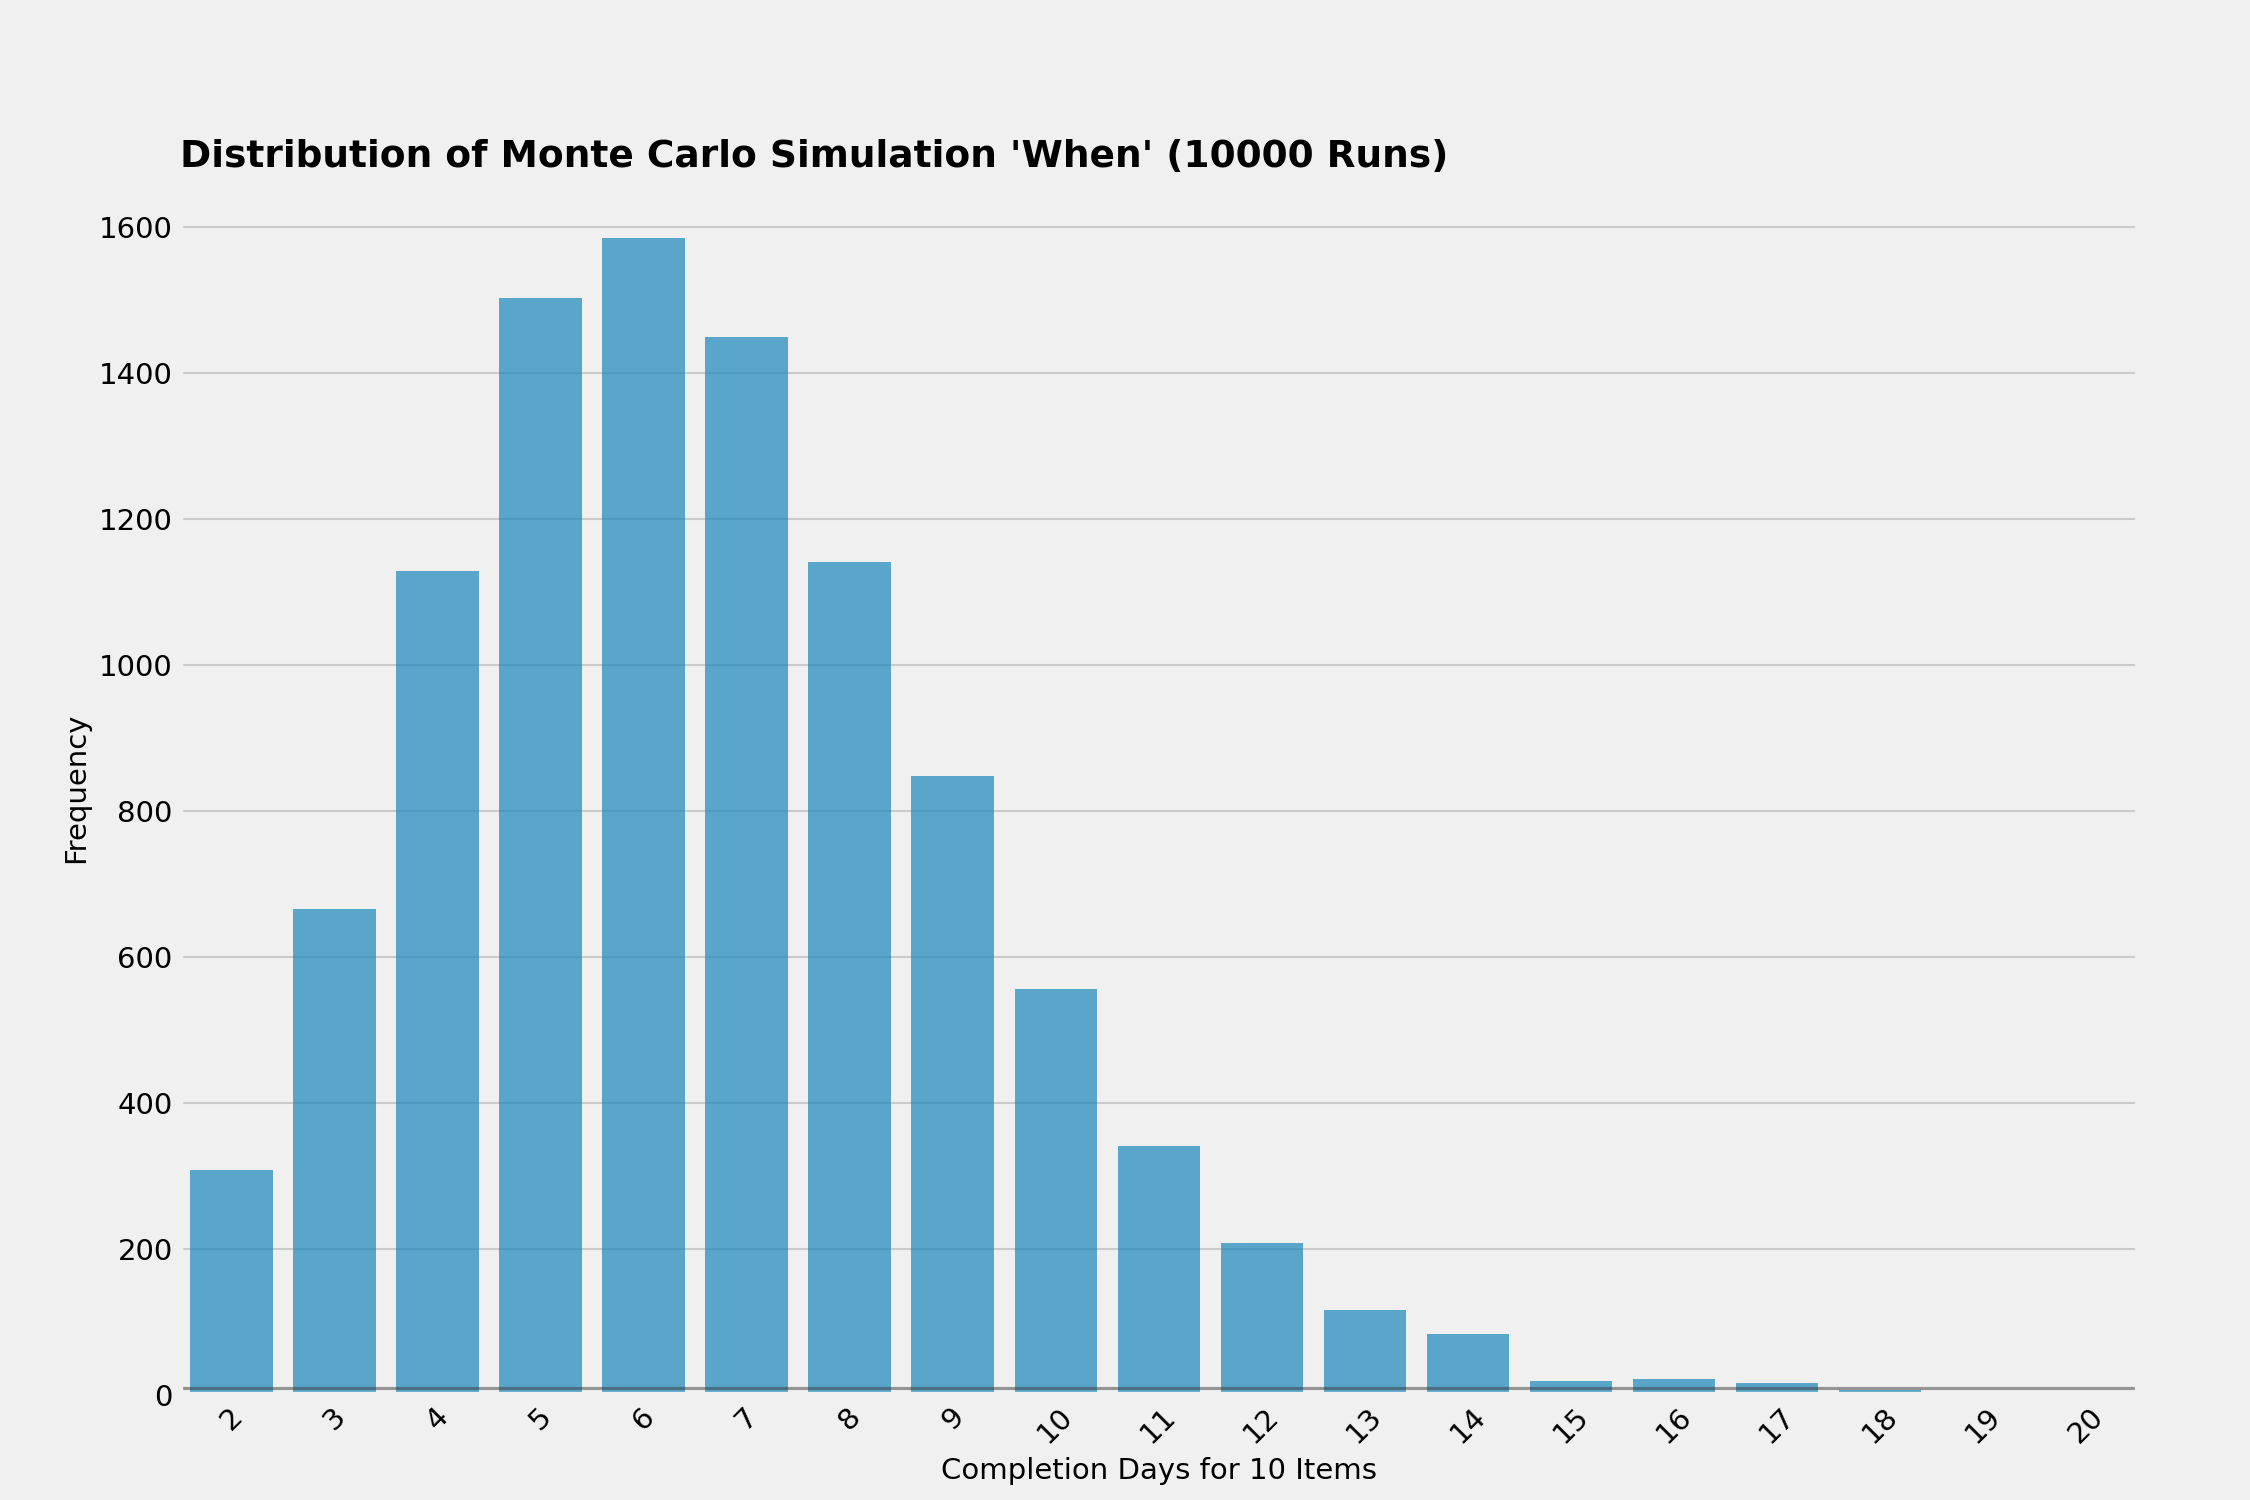 Distribution of Monte Carlo Simulation 'When' (10000 Runs)
1600
1400
1200
1000
800
600
400
200
0
Frequency
2 3 4 5 6 7 8 9 10 11 12 13 14 15 16 17 18 19 20
Completion Days for 10 Items